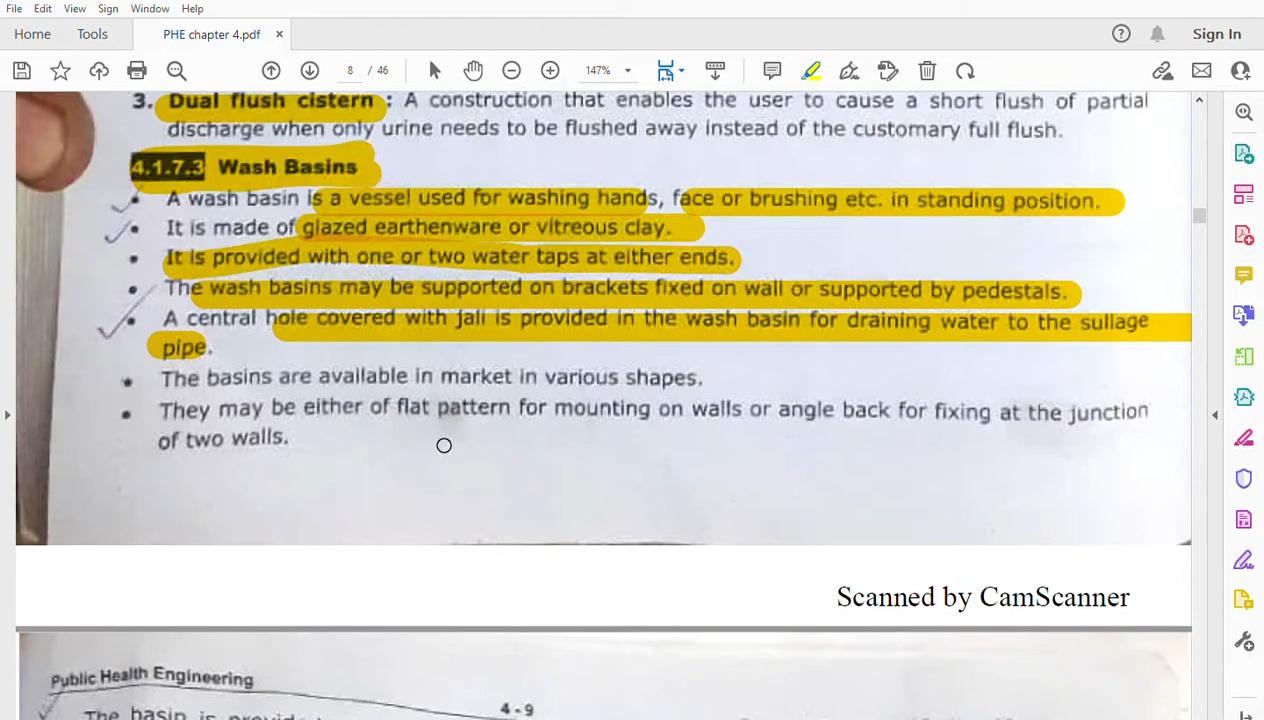 File Edit View Sign Window Help
Home Tools PHE chapter 4.pdf × Sign In
8 / 46 147%
3. Dual flush cistern : A construction that enables the user to cause a short flush of partial
discharge when only urine needs to be flushed away instead of the customary full flush.
4.1.7.3 Wash Basins
• A wash basin is a vessel used for washing hands, face or brushing etc. in standing position.
• It is made of glazed earthenware or vitreous clay.
• It is provided with one or two water taps at either ends.
• The wash basins may be supported on brackets fixed on wall or supported by pedestals.
• A central hole covered with jali is provided in the wash basin for draining water to the sullage
pipe.
• The basins are available in market in various shapes.
• They may be either of flat pattern for mounting on walls or angle back for fixing at the junction
of two walls.
Scanned by CamScanner
Public Health Engineering
4 - 9
The basin is